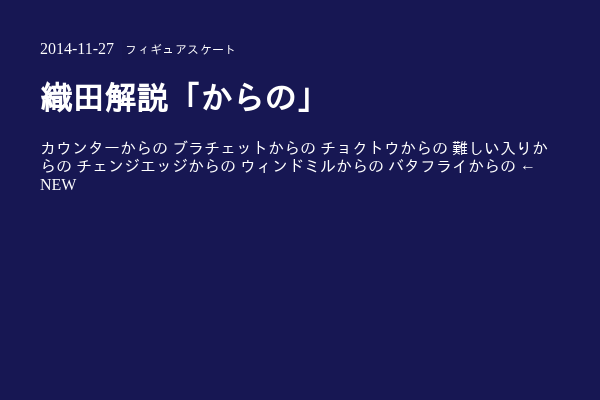 2014-11-27 フィギュアスケート
織田解説「からの」
カウンターからの ブラチェットからの チョクトウからの 難しい入りか
らの チェンジエッジからの ウィンドミルからの バタフライからの ←
NEW